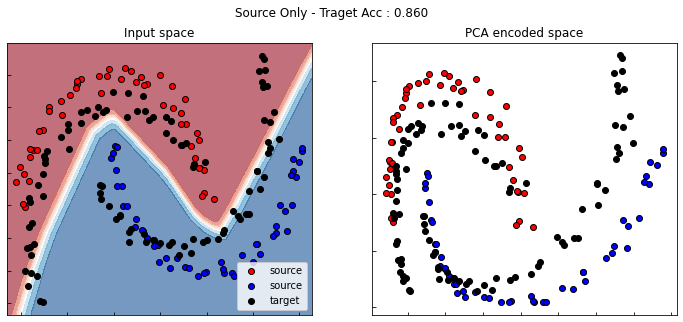 Source Only - Traget Acc : 0.860
Input space
PCA encoded space
source
source
target